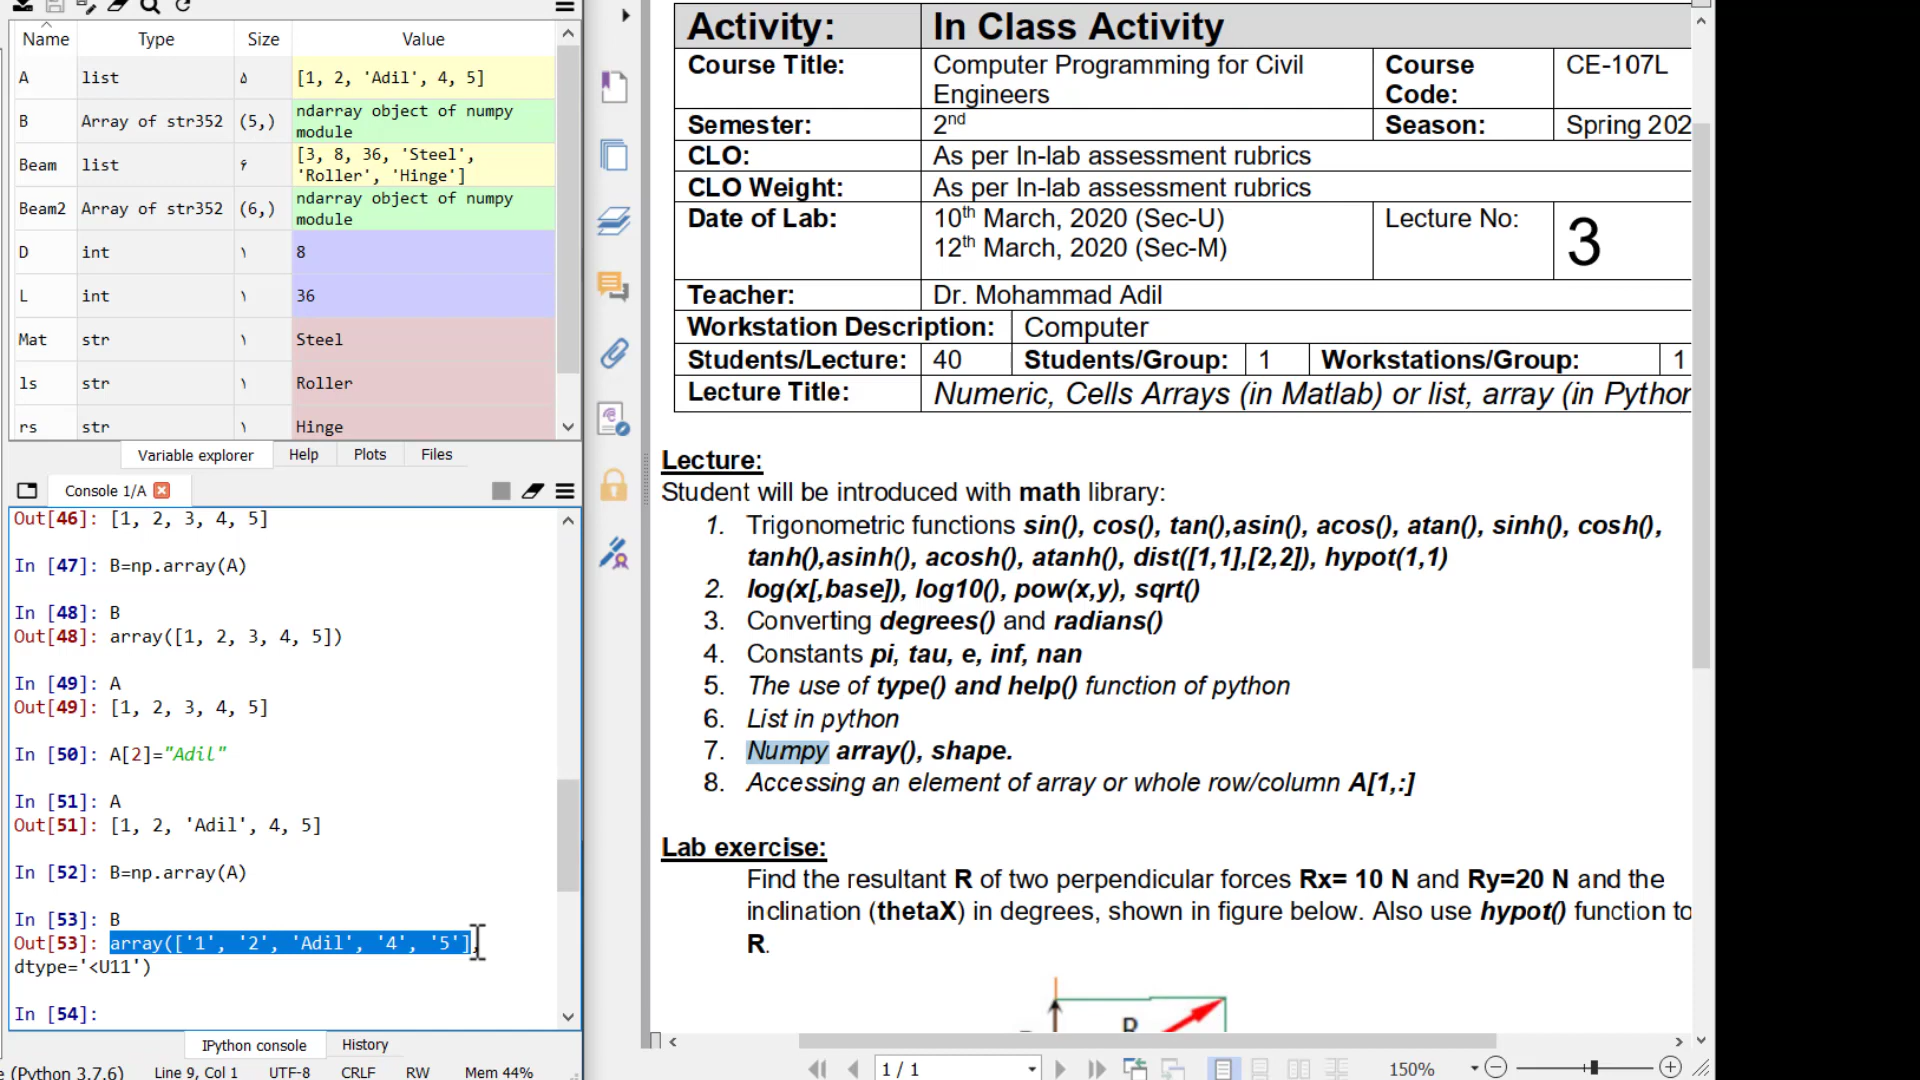 Name Type Size Value
A list ۵ [1, 2, 'Adil', 4, 5]
B Array of str352 (5,) ndarray object of numpy
module
Beam list ۶ [3, 8, 36, 'Steel',
'Roller', 'Hinge']
Beam2 Array of str352 (6,) ndarray object of numpy
module
D int ۱ 8
L int ۱ 36
Mat str ۱ Steel
ls str ۱ Roller
rs str ۱ Hinge
Variable explorer Help Plots Files
Console 1/A
Out[46]: [1, 2, 3, 4, 5]
In [47]: B=np.array(A)
In [48]: B
Out[48]: array([1, 2, 3, 4, 5])
In [49]: A
Out[49]: [1, 2, 3, 4, 5]
In [50]: A[2]="Adil"
In [51]: A
Out[51]: [1, 2, 'Adil', 4, 5]
In [52]: B=np.array(A)
In [53]: B
Out[53]: array(['1', '2', 'Adil', '4', '5'],
dtype='<U11')
In [54]:
IPython console History
(Python 3.7.6) Line 9, Col 1 UTF-8 CRLF RW Mem 44%
Activity: In Class Activity
Course Title: Computer Programming for Civil Engineers Course Code: CE-107L
Semester: 2nd Season: Spring 202
CLO: As per In-lab assessment rubrics
CLO Weight: As per In-lab assessment rubrics
Date of Lab: 10th March, 2020 (Sec-U) Lecture No: 3
12th March, 2020 (Sec-M)
Teacher: Dr. Mohammad Adil
Workstation Description: Computer
Students/Lecture: 40 Students/Group: 1 Workstations/Group: 1
Lecture Title: Numeric, Cells Arrays (in Matlab) or list, array (in Python
Lecture:
Student will be introduced with math library:
1. Trigonometric functions sin(), cos(), tan(),asin(), acos(), atan(), sinh(), cosh(),
tanh(),asinh(), acosh(), atanh(), dist([1,1],[2,2]), hypot(1,1)
2. log(x[,base]), log10(), pow(x,y), sqrt()
3. Converting degrees() and radians()
4. Constants pi, tau, e, inf, nan
5. The use of type() and help() function of python
6. List in python
7. Numpy array(), shape.
8. Accessing an element of array or whole row/column A[1,:]
Lab exercise:
Find the resultant R of two perpendicular forces Rx= 10 N and Ry=20 N and the
inclination (thetaX) in degrees, shown in figure below. Also use hypot() function to
R.
R
1 / 1 150%